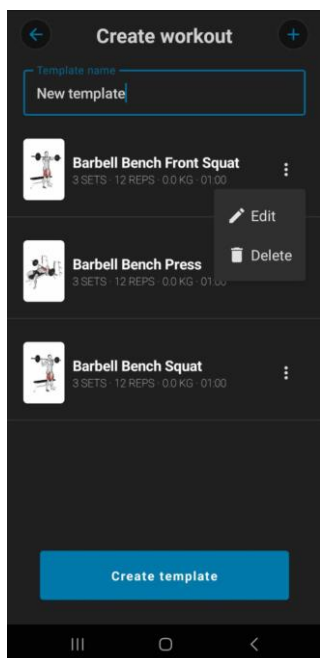 Create workout
Template name
New template
Barbell Bench Front Squat
3 SETS · 12 REPS · 0.0 KG · 01:00
Edit
Delete
Barbell Bench Press
3 SETS · 12 REPS · 0.0 KG · 01:00
Barbell Bench Squat
3 SETS · 12 REPS · 0.0 KG · 01:00
Create template